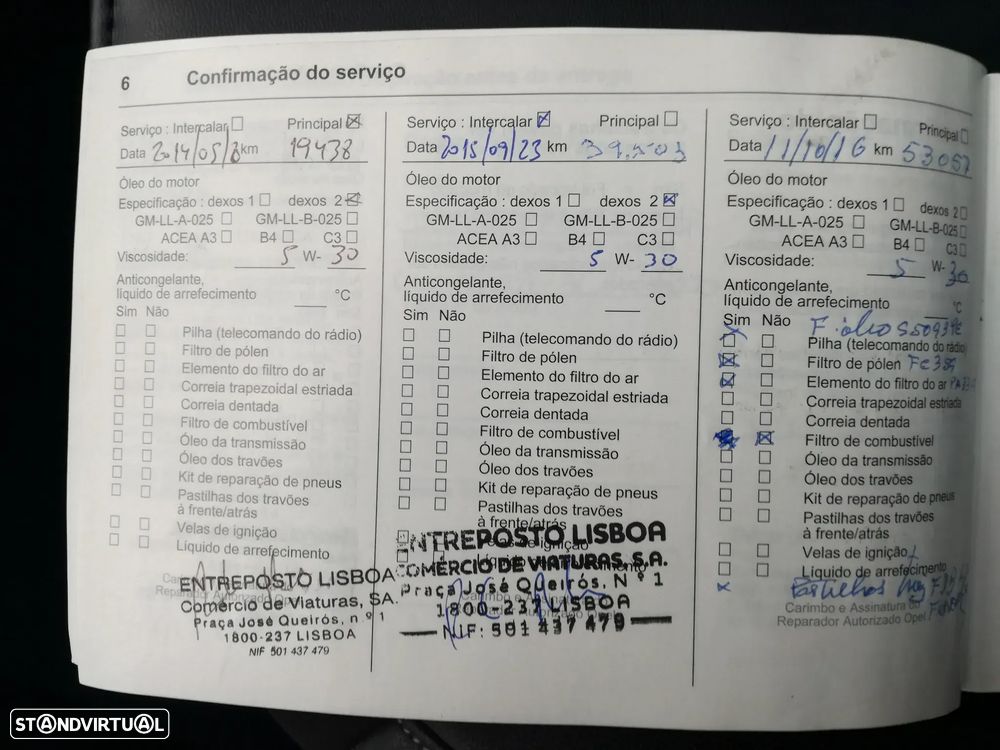 6 Confirmação do serviço
Serviço : Intercalar ☐ Principal ☒
Data 2014/05/ km 19438
Óleo do motor
Especificação : dexos 1 ☐ dexos 2 ☒
GM-LL-A-025 ☐ GM-LL-B-025 ☐
ACEA A3 ☐ B4 ☐ C3 ☐
Viscosidade: 5 W- 30
Anticongelante,
líquido de arrefecimento °C
Sim Não
☐ ☐ Pilha (telecomando do rádio)
☐ ☐ Filtro de pólen
☐ ☐ Elemento do filtro do ar
☐ ☐ Correia trapezoidal estriada
☐ ☐ Correia dentada
☐ ☐ Filtro de combustível
☐ ☐ Óleo da transmissão
☐ ☐ Óleo dos travões
☐ ☐ Kit de reparação de pneus
☐ ☐ Pastilhas dos travões
à frente/atrás
☐ ☐ Velas de ignição
☐ ☐ Líquido de arrefecimento
ENTREPOSTO LISBOA
Comércio de Viaturas, SA.
Praça José Queirós, n.º 1
1800-237 LISBOA
NIF 501 437 479
Serviço : Intercalar ☒ Principal ☐
Data 2015/09/23 km 39.503
Óleo do motor
Especificação : dexos 1 ☐ dexos 2 ☒
GM-LL-A-025 ☐ GM-LL-B-025 ☐
ACEA A3 ☐ B4 ☐ C3 ☐
Viscosidade: 5 W- 30
Anticongelante,
líquido de arrefecimento °C
Sim Não
☐ ☐ Pilha (telecomando do rádio)
☐ ☐ Filtro de pólen
☐ ☐ Elemento do filtro do ar
☐ ☐ Correia trapezoidal estriada
☐ ☐ Correia dentada
☐ ☐ Filtro de combustível
☐ ☐ Óleo da transmissão
☐ ☐ Óleo dos travões
☐ ☐ Kit de reparação de pneus
☐ ☐ Pastilhas dos travões
à frente/atrás
ENTREPOSTO LISBOA
COMÉRCIO DE VIATURAS, S.A.
Praça José Queirós, Nº 1
1800-237 LISBOA
NIF: 501 437 479
Serviço : Intercalar ☐ Principal ☐
Data 11/10/16 km 53057
Óleo do motor
Especificação : dexos 1 ☐ dexos 2 ☐
GM-LL-A-025 ☐ GM-LL-B-025 ☐
ACEA A3 ☐ B4 ☐ C3 ☐
Viscosidade: 5 W- 30
Anticongelante,
líquido de arrefecimento °C
Sim Não
Pilha (telecomando do rádio)
☒ ☐ Filtro de pólen
☒ ☐ Elemento do filtro do ar
☐ ☐ Correia trapezoidal estriada
☐ ☐ Correia dentada
☒ Filtro de combustível
☐ ☐ Óleo da transmissão
☐ ☐ Óleo dos travões
☐ ☐ Kit de reparação de pneus
☐ ☐ Pastilhas dos travões
à frente/atrás
☐ ☐ Velas de ignição
☐ ☐ Líquido de arrefecimento
x Pastilhas
Carimbo e Assinatura do
Reparador Autorizado Opel
STANDVIRTUAL